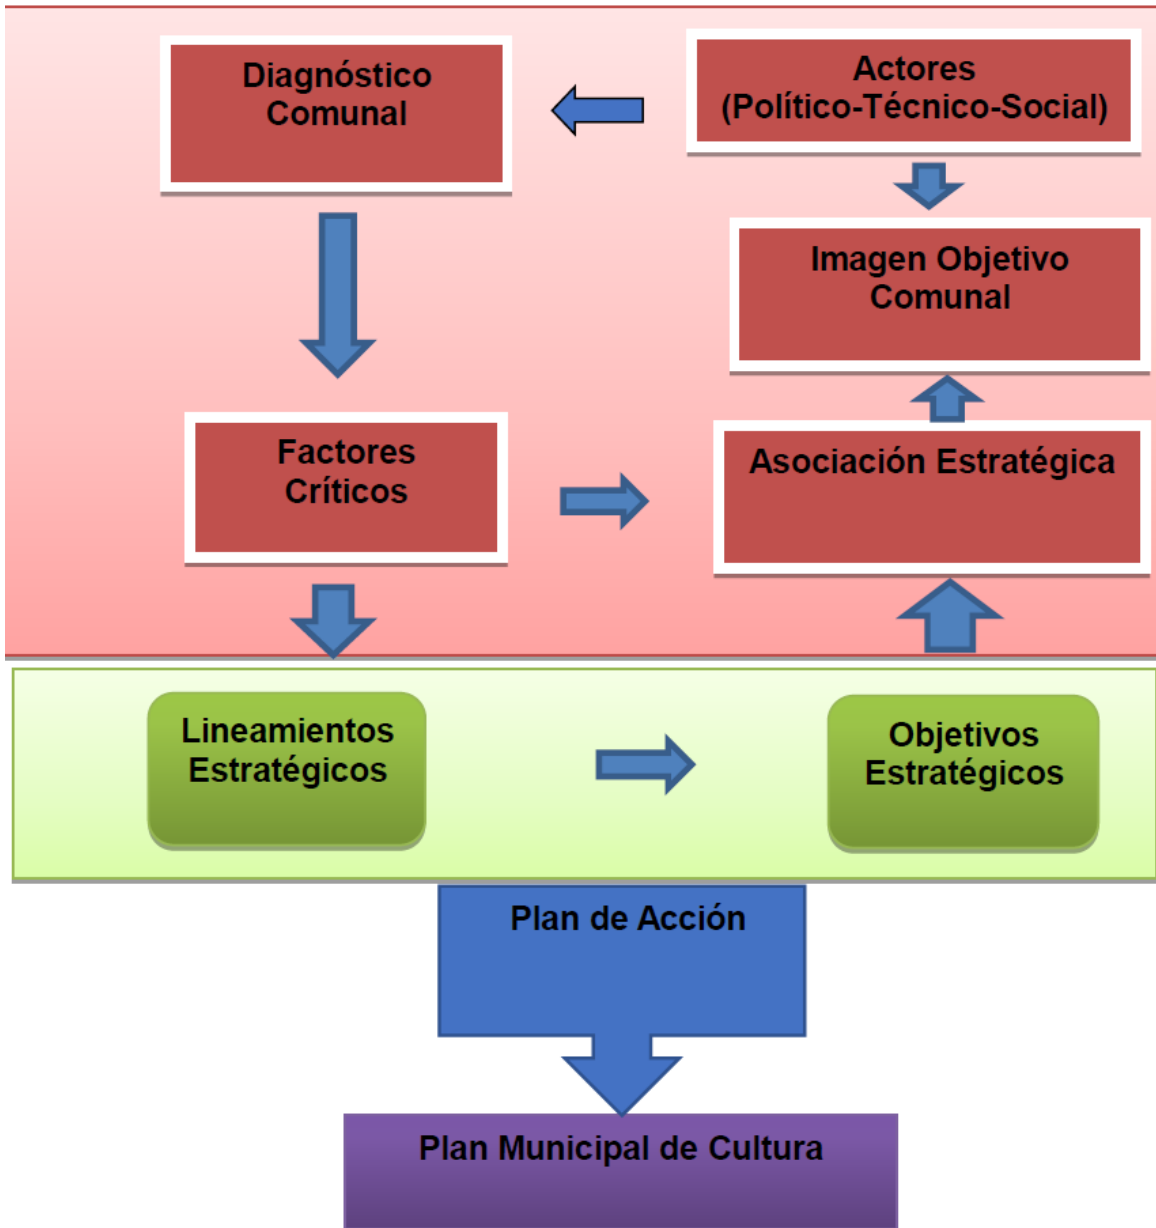 Diagnóstico
Comunal
Actores
(Político-Técnico-Social)
Imagen Objetivo
Comunal
Factores
Críticos
Asociación Estratégica
Lineamientos
Estratégicos
Objetivos
Estratégicos
Plan de Acción
Plan Municipal de Cultura